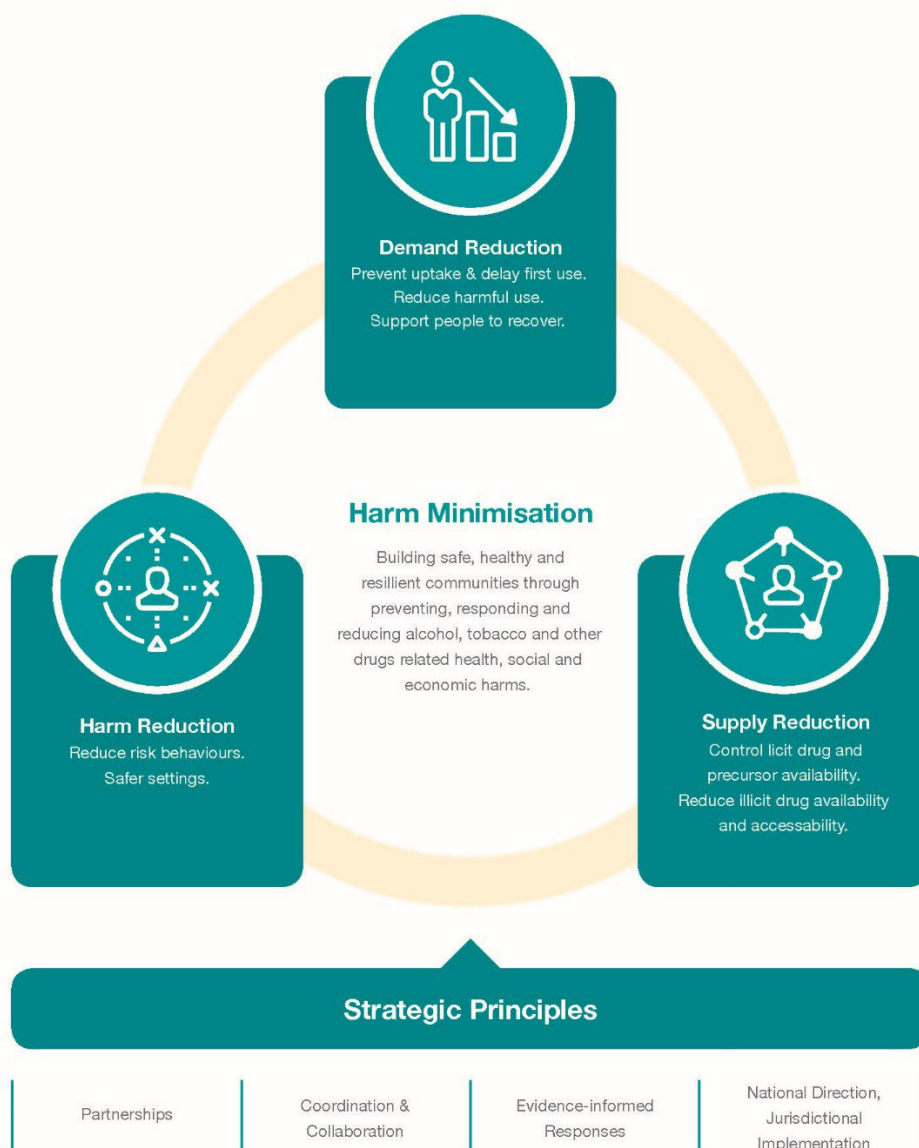 Demand Reduction
Prevent uptake & delay first use.
Reduce harmful use.
Support people to recover.
Harm Minimisation
Building safe, healthy and
resillient communities through
preventing, responding and
reducing alcohol, tobacco and other
drugs related health, social and
economic harms.
Harm Reduction
Reduce risk behaviours.
Safer settings.
Supply Reduction
Control licit drug and
precursor availability.
Reduce illicit drug availability
and accessability.
Strategic Principles
Partnerships
Coordination &
Collaboration
Evidence-informed
Responses
National Direction,
Jurisdictional
Implementation